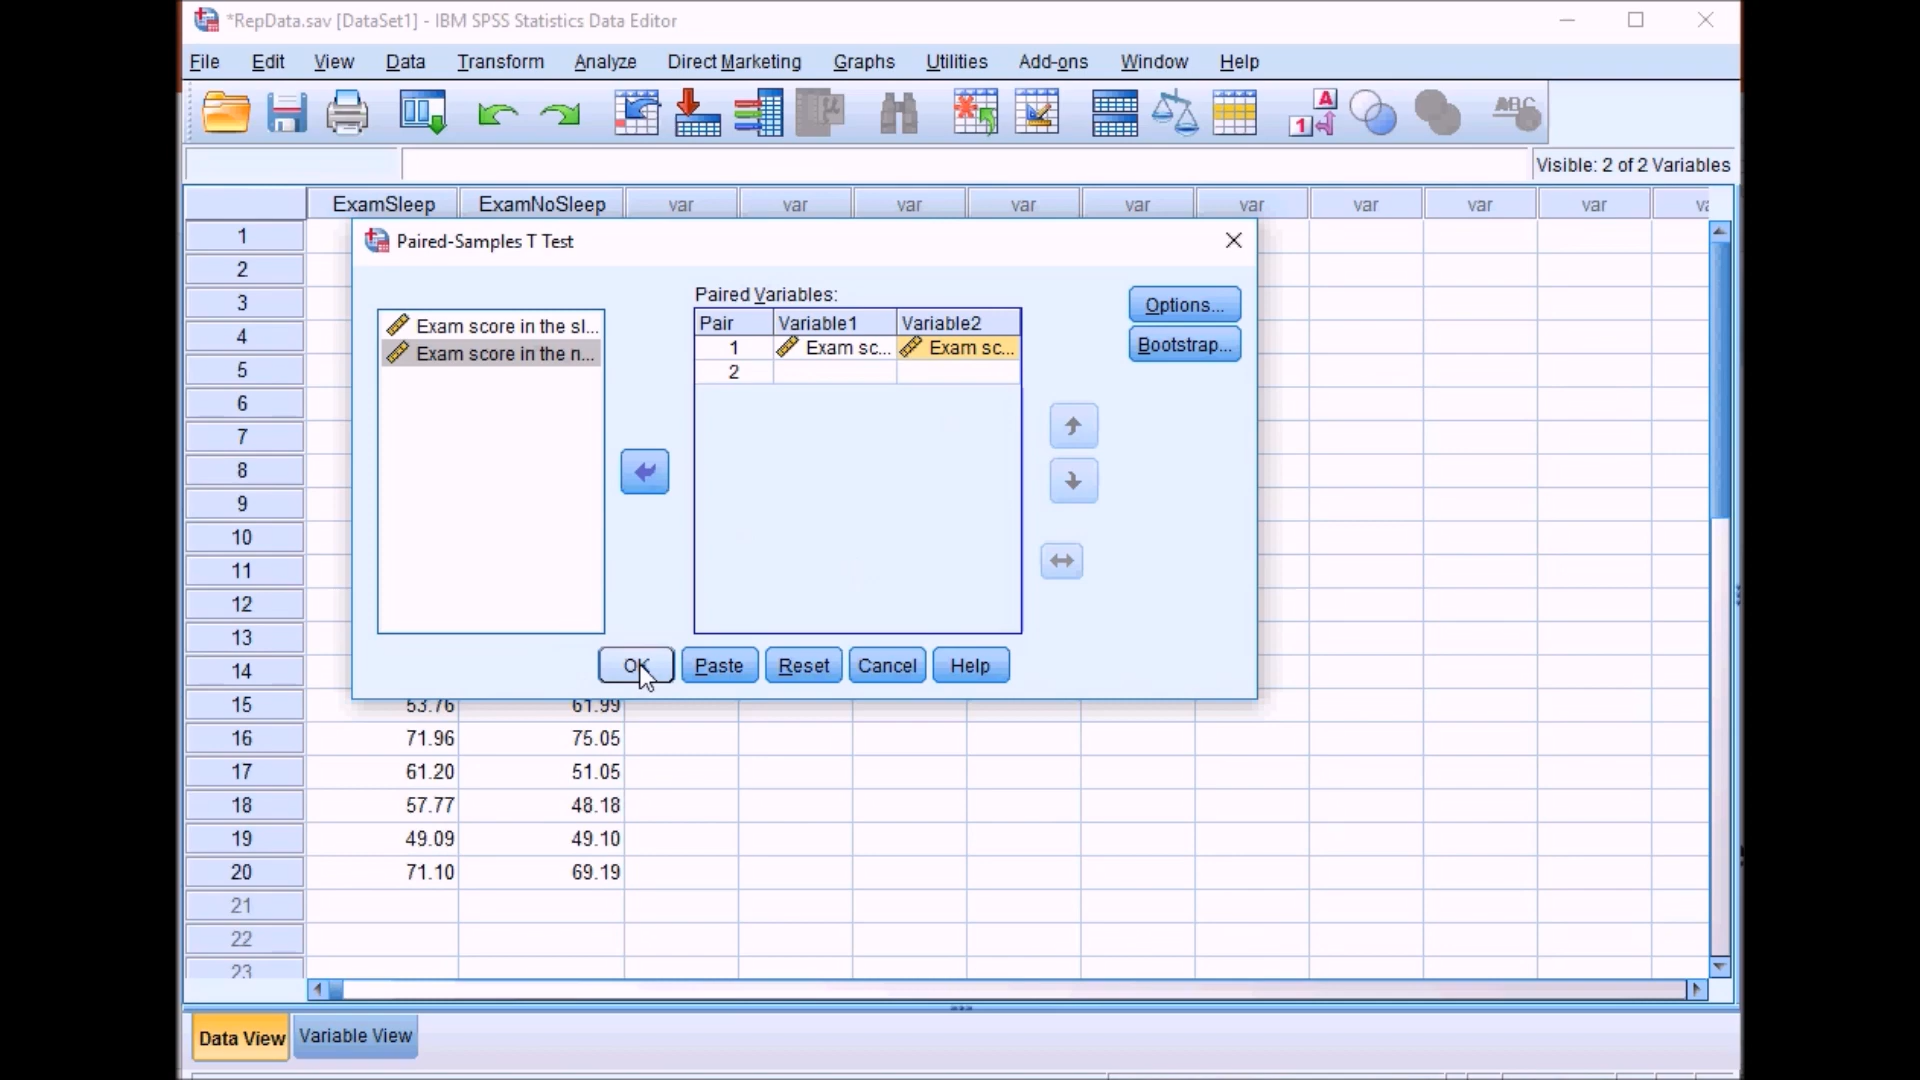 *RepData.sav [DataSet1] - IBM SPSS Statistics Data Editor
File Edit View Data Transform Analyze Direct Marketing Graphs Utilities Add-ons Window Help
Visible: 2 of 2 Variables
ExamSleep ExamNoSleep var var var var var var var var var va
Paired-Samples T Test
Paired Variables:
Options...
Bootstrap...
Pair Variable1 Variable2
Exam score in the sl...
Exam score in the n...
1 Exam sc... Exam sc...
2
OK Paste Reset Cancel Help
1
2
3
4
5
6
7
8
9
10
11
12
13
14
15 53.76 61.99
16 71.96 75.05
17 61.20 51.05
18 57.77 48.18
19 49.09 49.10
20 71.10 69.19
21
22
23
Data View Variable View